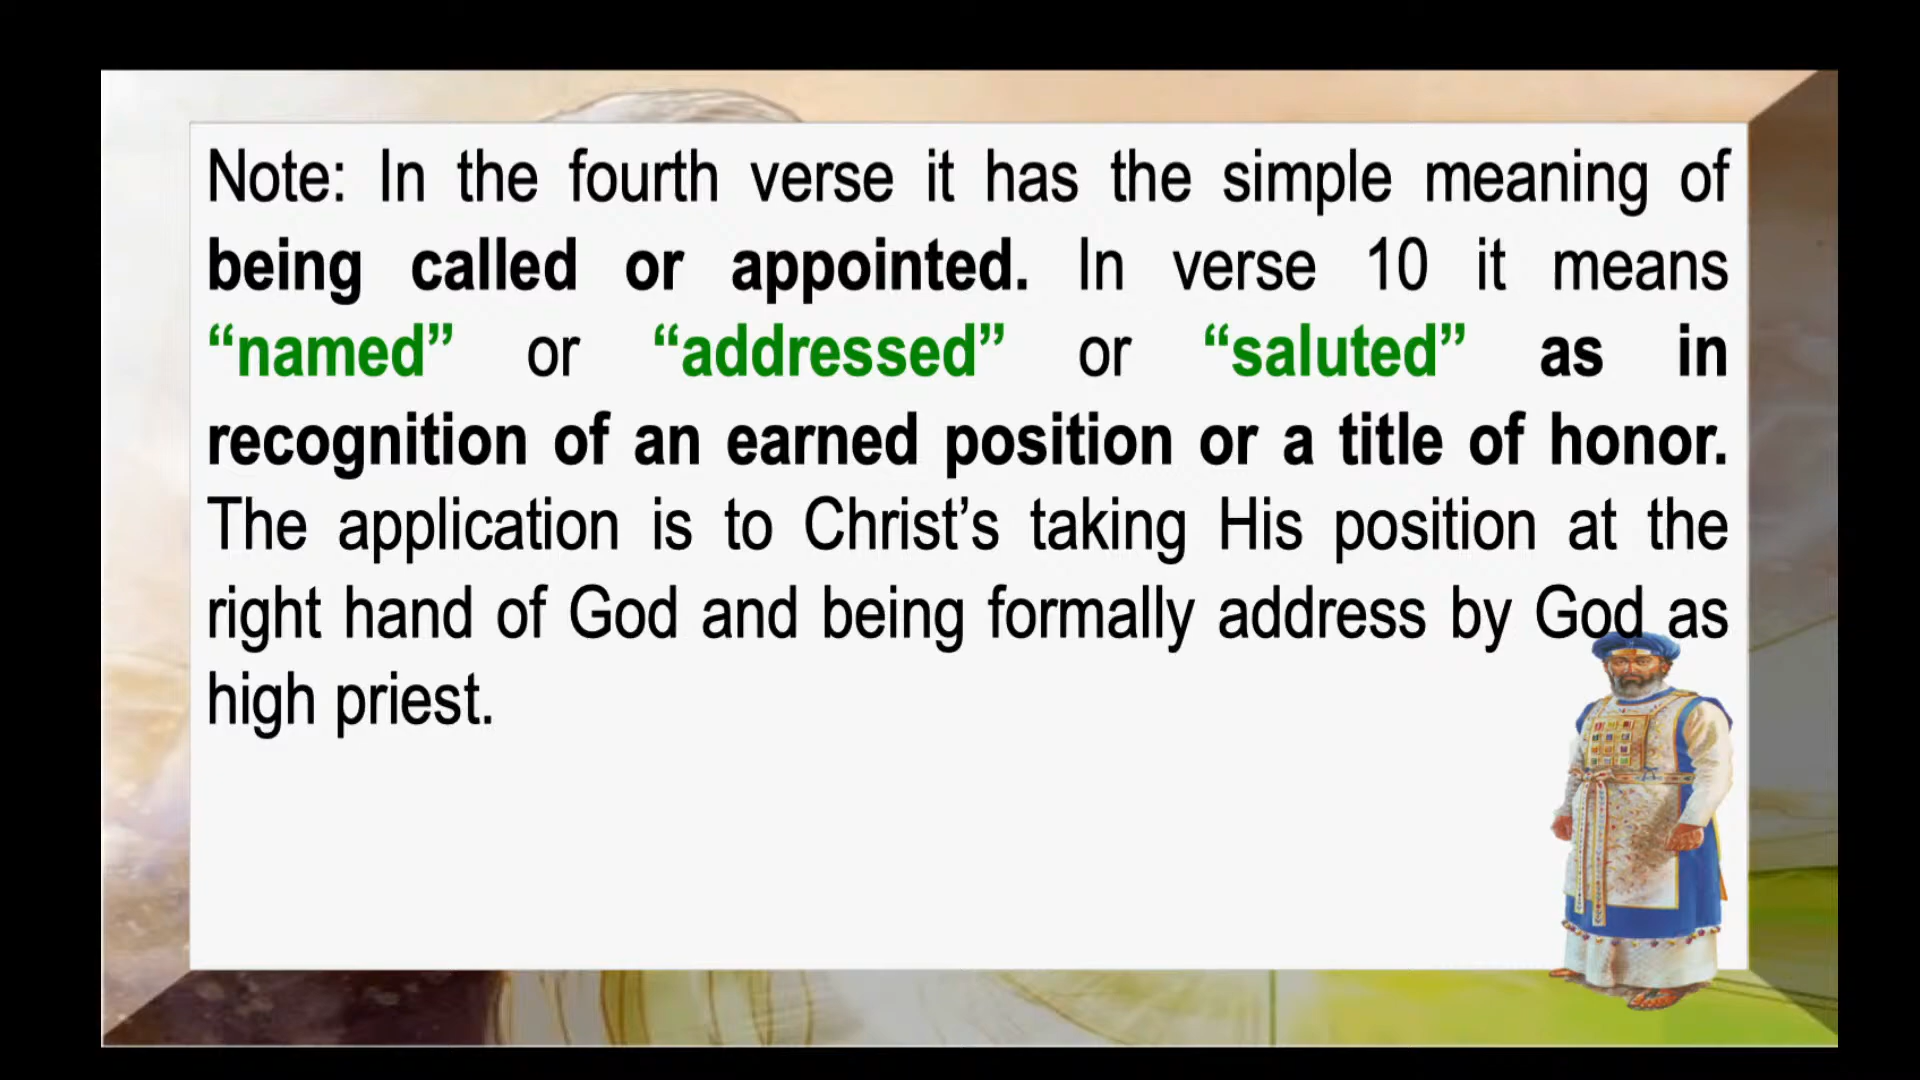 Note: In the fourth verse it has the simple meaning of
being called or appointed. In verse 10 it means
“named” or “addressed” or “saluted” as in
recognition of an earned position or a title of honor.
The application is to Christ’s taking His position at the
right hand of God and being formally address by God as
high priest.